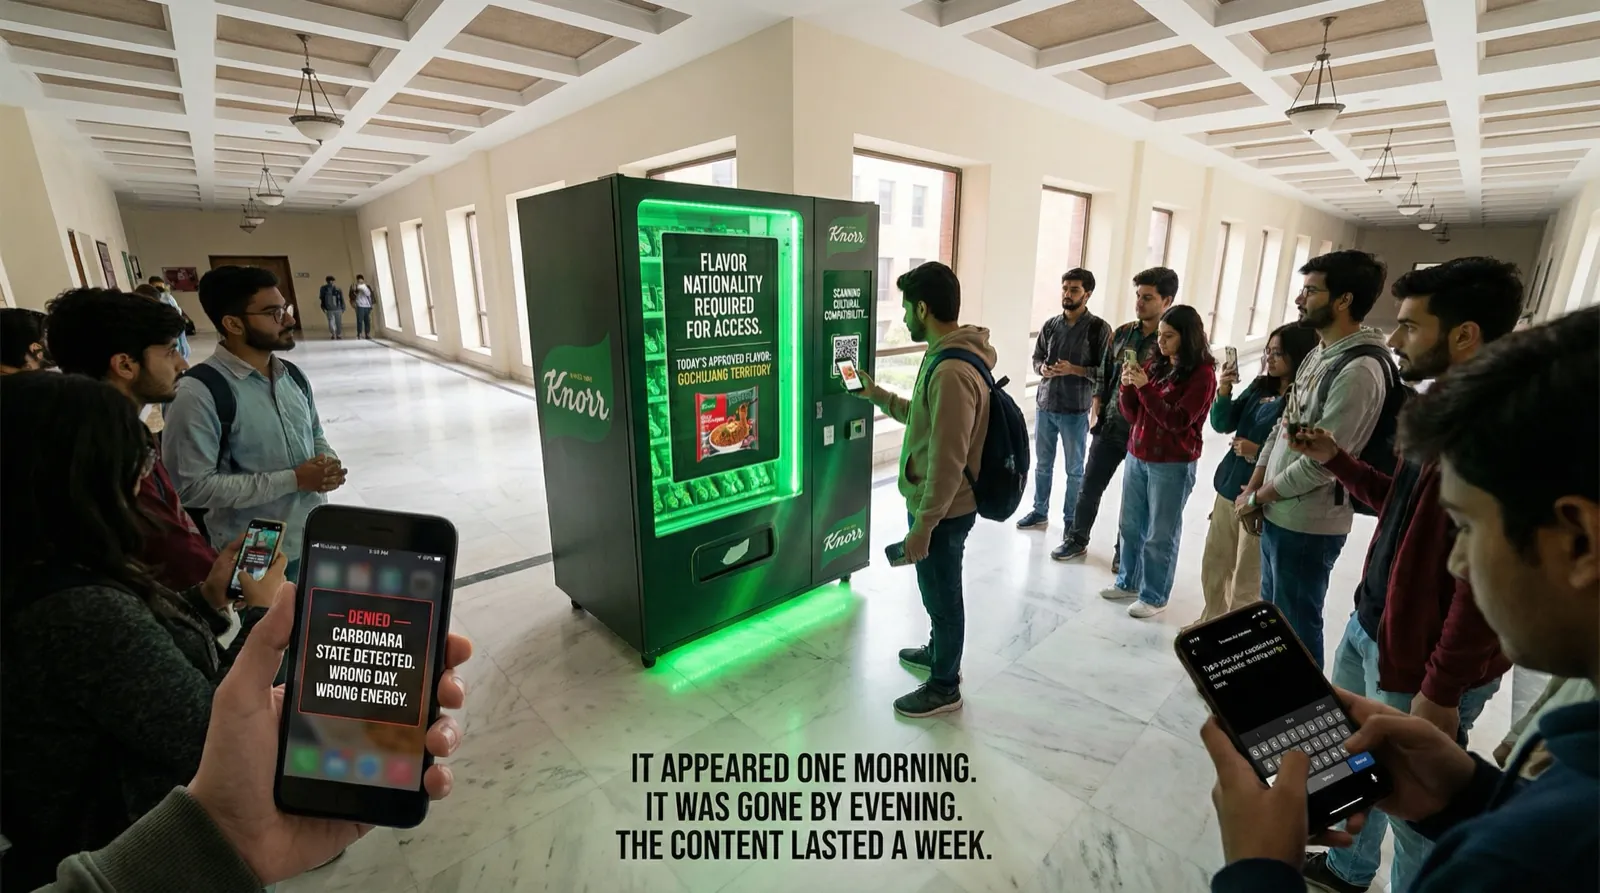 Knorr
FLAVOR
NATIONALITY
REQUIRED
FOR ACCESS.
TODAY'S APPROVED FLAVOR:
GOCHUJANG TERRITORY
Knorr
Knorr
SCANNING
CULTURAL
COMPATIBILITY...
Knorr
DENIED
CARBONARA
STATE DETECTED.
WRONG DAY.
WRONG ENERGY.
IT APPEARED ONE MORNING.
IT WAS GONE BY EVENING.
THE CONTENT LASTED A WEEK.